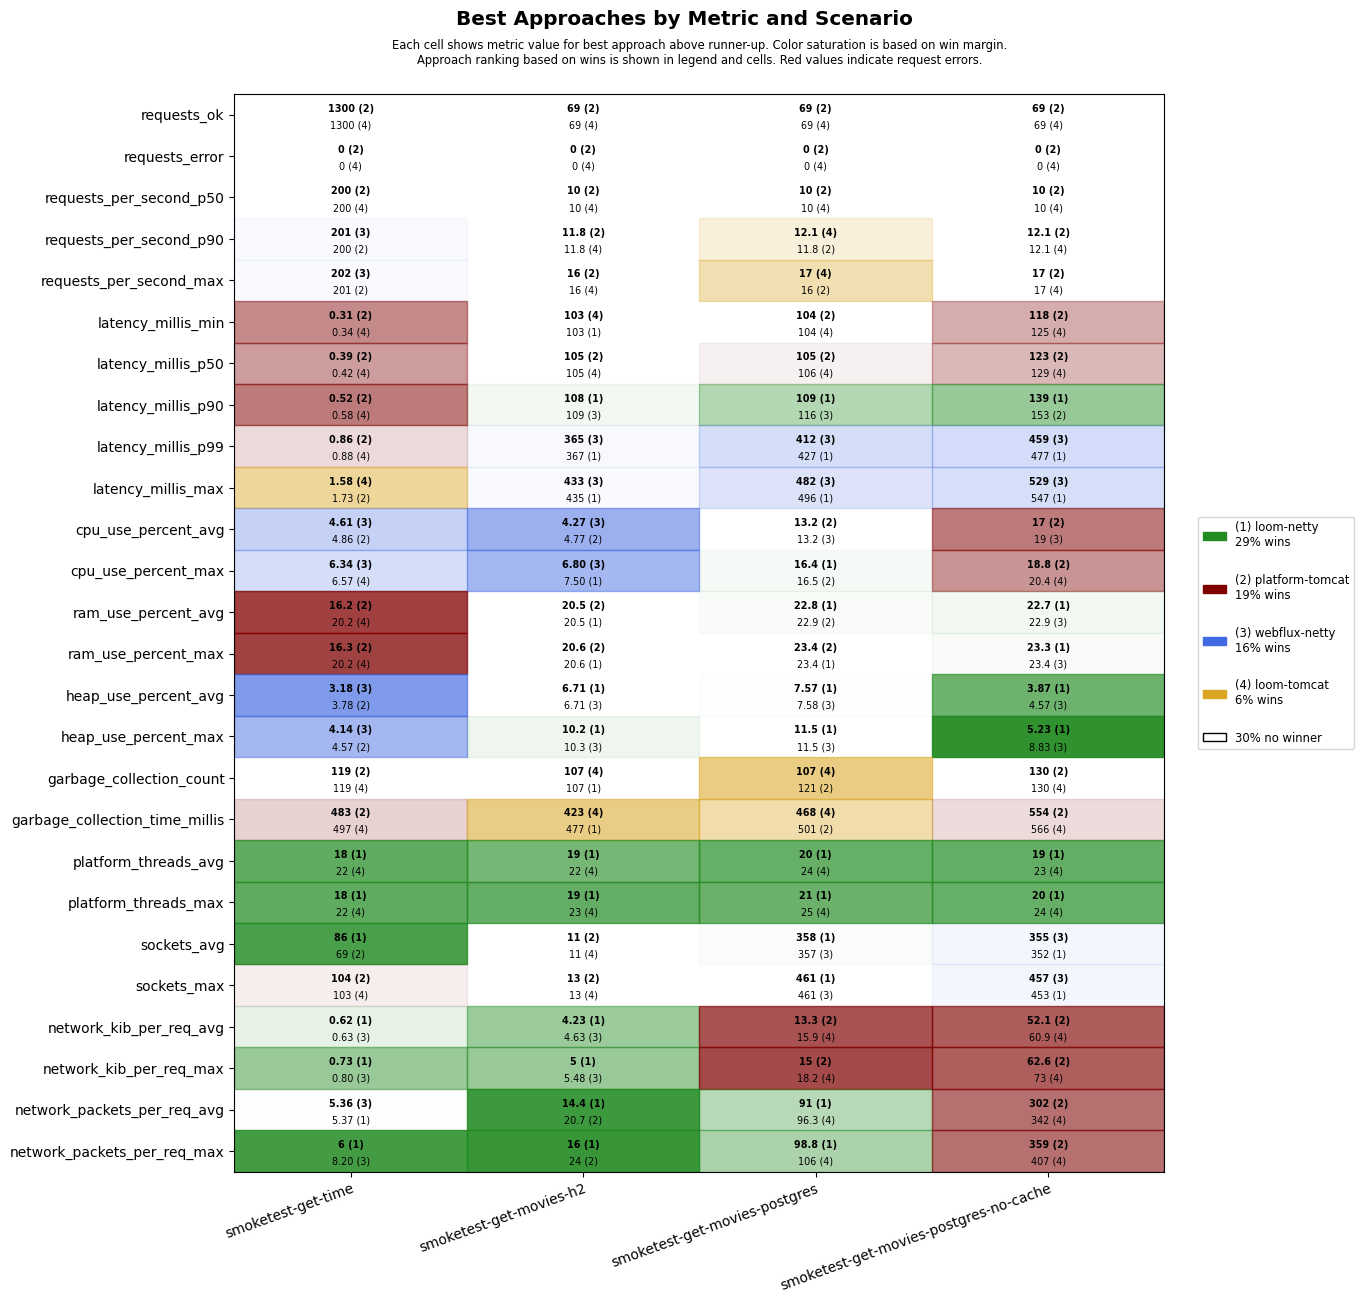 Best Approaches by Metric and Scenario
Each cell shows metric value for best approach above runner-up. Color saturation is based on win margin.
Approach ranking based on wins is shown in legend and cells. Red values indicate request errors.
requests_ok
1300 (2) 69 (2) 69 (2) 69 (2)
1300 (4) 69 (4) 69 (4) 69 (4)
requests_error
0 (2) 0 (2) 0 (2) 0 (2)
0 (4) 0 (4) 0 (4) 0 (4)
requests_per_second_p50
200 (2) 10 (2) 10 (2) 10 (2)
200 (4) 10 (4) 10 (4) 10 (4)
requests_per_second_p90
201 (3) 11.8 (2) 12.1 (4) 12.1 (2)
200 (2) 11.8 (4) 11.8 (2) 12.1 (4)
requests_per_second_max
202 (3) 16 (2) 17 (4) 17 (2)
201 (2) 16 (4) 16 (2) 17 (4)
latency_millis_min
0.31 (2) 103 (4) 104 (2) 118 (2)
0.34 (4) 103 (1) 104 (4) 125 (4)
latency_millis_p50
0.39 (2) 105 (2) 105 (2) 123 (2)
0.42 (4) 105 (4) 106 (4) 129 (4)
latency_millis_p90
0.52 (2) 108 (1) 109 (1) 139 (1)
0.58 (4) 109 (3) 116 (3) 153 (2)
latency_millis_p99
0.86 (2) 365 (3) 412 (3) 459 (3)
0.88 (4) 367 (1) 427 (1) 477 (1)
latency_millis_max
1.58 (4) 433 (3) 482 (3) 529 (3)
1.73 (2) 435 (1) 496 (1) 547 (1)
cpu_use_percent_avg
4.61 (3) 4.27 (3) 13.2 (2) 17 (2)
4.86 (2) 4.77 (2) 13.2 (3) 19 (3)
cpu_use_percent_max
6.34 (3) 6.80 (3) 16.4 (1) 18.8 (2)
6.57 (4) 7.50 (1) 16.5 (2) 20.4 (4)
ram_use_percent_avg
16.2 (2) 20.5 (2) 22.8 (1) 22.7 (1)
20.2 (4) 20.5 (1) 22.9 (2) 22.9 (3)
ram_use_percent_max
16.3 (2) 20.6 (2) 23.4 (2) 23.3 (1)
20.2 (4) 20.6 (1) 23.4 (1) 23.4 (3)
heap_use_percent_avg
3.18 (3) 6.71 (1) 7.57 (1) 3.87 (1)
3.78 (2) 6.71 (3) 7.58 (3) 4.57 (3)
heap_use_percent_max
4.14 (3) 10.2 (1) 11.5 (1) 5.23 (1)
4.57 (2) 10.3 (3) 11.5 (3) 8.83 (3)
garbage_collection_count
119 (2) 107 (4) 107 (4) 130 (2)
119 (4) 107 (1) 121 (2) 130 (4)
garbage_collection_time_millis
483 (2) 423 (4) 468 (4) 554 (2)
497 (4) 477 (1) 501 (2) 566 (4)
platform_threads_avg
18 (1) 19 (1) 20 (1) 19 (1)
22 (4) 22 (4) 24 (4) 23 (4)
platform_threads_max
18 (1) 19 (1) 21 (1) 20 (1)
22 (4) 23 (4) 25 (4) 24 (4)
sockets_avg
86 (1) 11 (2) 358 (1) 355 (3)
69 (2) 11 (4) 357 (3) 352 (1)
sockets_max
104 (2) 13 (2) 461 (1) 457 (3)
103 (4) 13 (4) 461 (3) 453 (1)
network_kib_per_req_avg
0.62 (1) 4.23 (1) 13.3 (2) 52.1 (2)
0.63 (3) 4.63 (3) 15.9 (4) 60.9 (4)
network_kib_per_req_max
0.73 (1) 5 (1) 15 (2) 62.6 (2)
0.80 (3) 5.48 (3) 18.2 (4) 73 (4)
network_packets_per_req_avg
5.36 (3) 14.4 (1) 91 (1) 302 (2)
5.37 (1) 20.7 (2) 96.3 (4) 342 (4)
network_packets_per_req_max
6 (1) 16 (1) 98.8 (1) 359 (2)
8.20 (3) 24 (2) 106 (4) 407 (4)
smoketest-get-time
smoketest-get-movies-h2
smoketest-get-movies-postgres
smoketest-get-movies-postgres-no-cache
(1) loom-netty
29% wins
(2) platform-tomcat
19% wins
(3) webflux-netty
16% wins
(4) loom-tomcat
6% wins
30% no winner